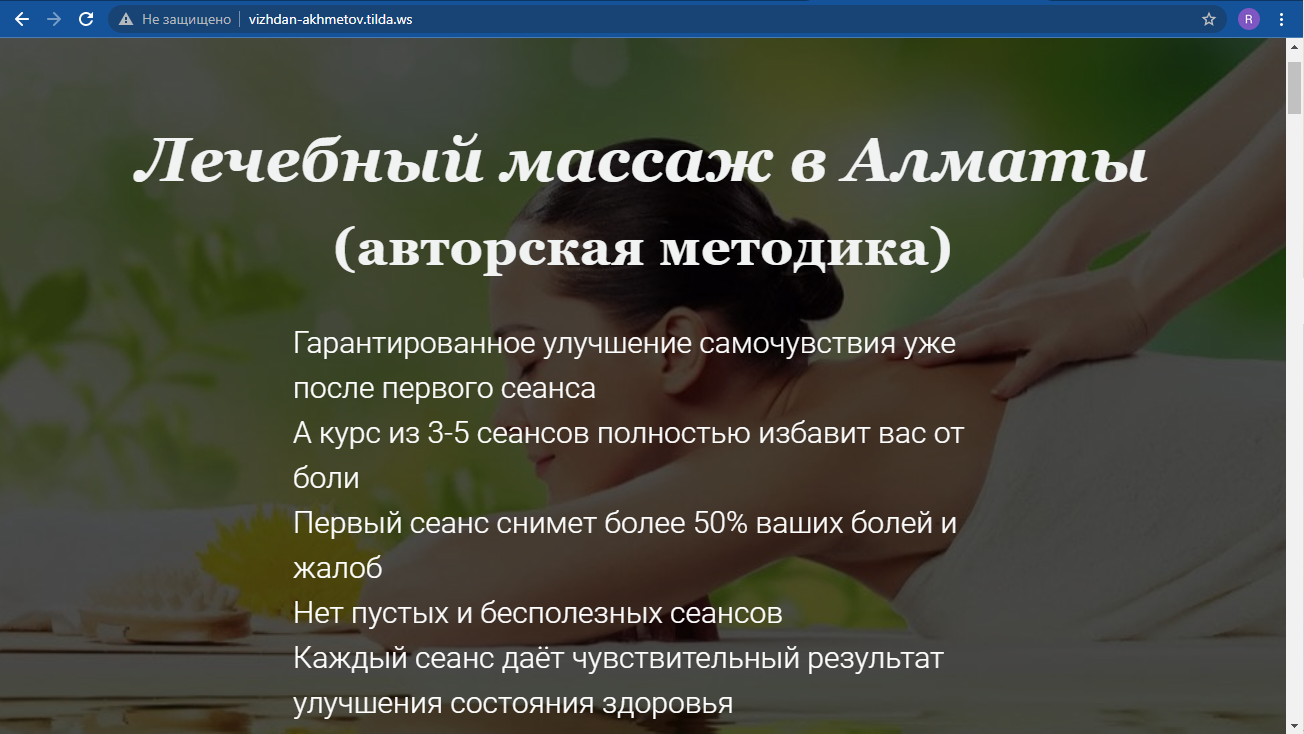 Не защищено vizhdan-akhmetov.tilda.ws R
Лечебный массаж в Алматы
(авторская методика)
Гарантированное улучшение самочувствия уже
после первого сеанса
А курс из 3-5 сеансов полностью избавит вас от
боли
Первый сеанс снимет более 50% ваших болей и
жалоб
Нет пустых и бесполезных сеансов
Каждый сеанс даёт чувствительный результат
улучшения состояния здоровья